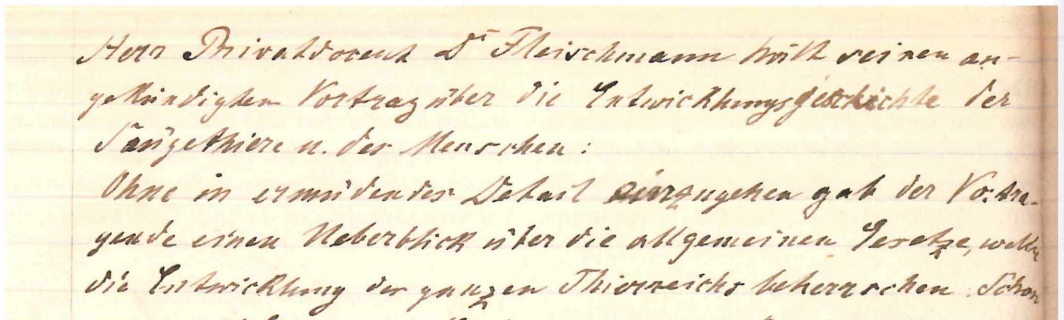 Herr Privatdocent Dr Fleischmann hält seinen an-
gekündigten Vortrag über die Entwicklungsgeschichte der
Säugethiere u. des Menschen:
Ohne in ermüdendes Detail einzugehen gab der Vortra-
gende einen Ueberblick über die allgemeinen Gesetze, welche
die Entwicklung des ganzen Thierreichs beherrschen. Schon